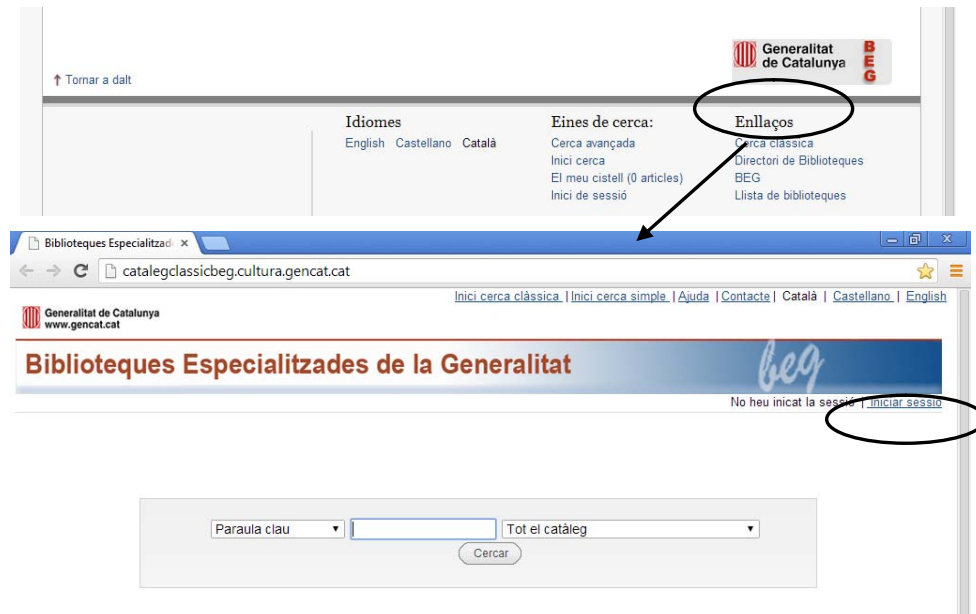 Generalitat
de Catalunya
BEG
Tornar a dalt
Idiomes
English Castellano Català
Eines de cerca:
Cerca avançada
Inici cerca
El meu cistell (0 articles)
Inici de sessió
Enllaços
Cerca clàssica
Directori de Biblioteques
BEG
Llista de biblioteques
Biblioteques Especialitzad
catalegclassicbeg.cultura.gencat.cat
Inici cerca clàssica | Inici cerca simple | Ajuda | Contacte | Català | Castellano | English
Generalitat de Catalunya
www.gencat.cat
Biblioteques Especialitzades de la Generalitat
beg
No heu inicat la sessió | Iniciar sessió
Paraula clau
Tot el catàleg
Cercar